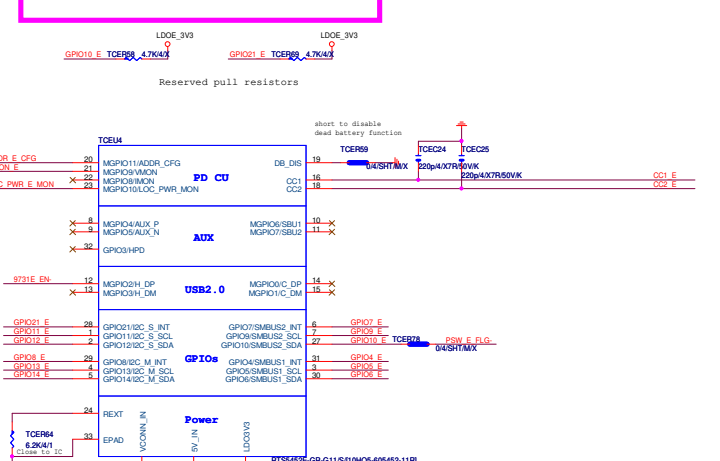 LDOE_3V3
LDOE_3V3
GPIO10_E TCER58 4.7K/4/X
GPIO21_E TCER69 4.7K/4/X
Reserved pull resistors
short to disable
dead battery function
TCEU4
TCER59
TCEC24
TCEC25
DR_E_CFG 20 MGPIO11/ADDR_CFG
DB_DIS 19
0/4/SHT/M/X
220p/4/X7R/50V/K
ON_E 21 MGPIO9/VMON
22 MGPIO8/IMON
PD CU
CC1 16
220p/4/X7R/50V/K
CC1_E
C_PWR_E_MON 23 MGPIO10/LOC_PWR_MON
CC2 18
CC2_E
8 MGPIO4/AUX_P
MGPIO6/SBU1 10
9 MGPIO5/AUX_N
MGPIO7/SBU2 11
AUX
32 GPIO3/HPD
9731E_EN- 12 MGPIO2/H_DP
MGPIO0/C_DP 14
13 MGPIO3/H_DM
USB2.0
MGPIO1/C_DM 15
GPIO21_E 28 GPIO21/I2C_S_INT
GPIO7/SMBUS2_INT 6 GPIO7_E
GPIO11_E 1 GPIO11/I2C_S_SCL
GPIO9/SMBUS2_SCL 7 GPIO9_E
GPIO12_E 2 GPIO12/I2C_S_SDA
GPIO10/SMBUS2_SDA 27 GPIO10_E TCER78 PSW_E_FLG-
0/4/SHT/M/X
GPIOs
GPIO8_E 29 GPIO8/I2C_M_INT
GPIO4/SMBUS1_INT 31 GPIO4_E
GPIO13_E 4 GPIO13/I2C_M_SCL
GPIO5/SMBUS1_SCL 3 GPIO5_E
GPIO14_E 5 GPIO14/I2C_M_SDA
GPIO6/SMBUS1_SDA 30 GPIO6_E
24 REXT
Power
TCER64
6.2K/4/1
Close to IC
33 EPAD
VCONN_IN
5V_IN
LDO3V3